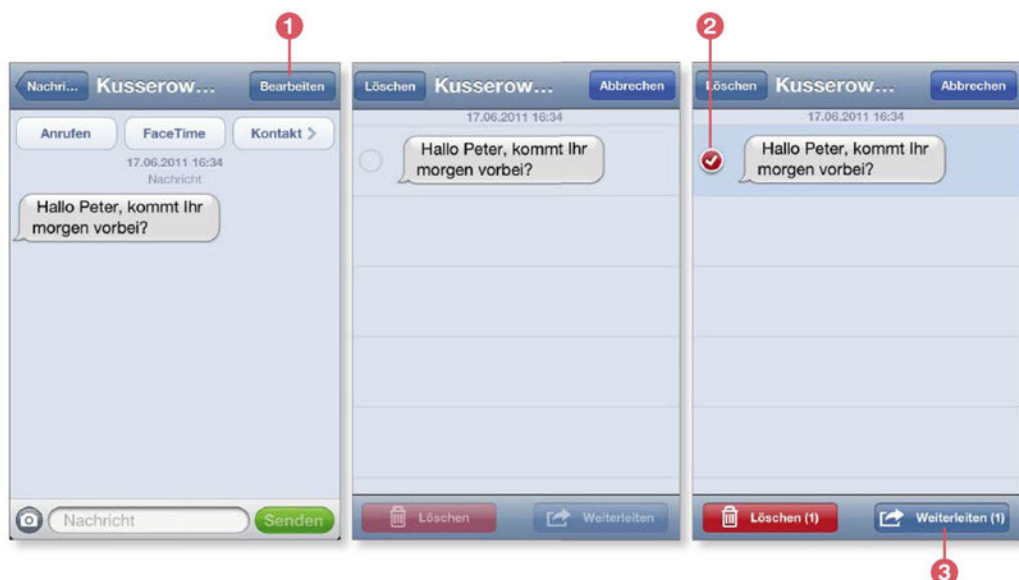 1
2
Nachri... Kusserow... Bearbeiten
Anrufen FaceTime Kontakt
17.06.2011 16:34
Nachricht
Hallo Peter, kommt Ihr
morgen vorbei?
Nachricht Senden
Löschen Kusserow... Abbrechen
17.06.2011 16:34
Hallo Peter, kommt Ihr
morgen vorbei?
Löschen Weiterleiten
Löschen Kusserow... Abbrechen
17.06.2011 16:34
Hallo Peter, kommt Ihr
morgen vorbei?
Löschen (1) Weiterleiten (1)
3